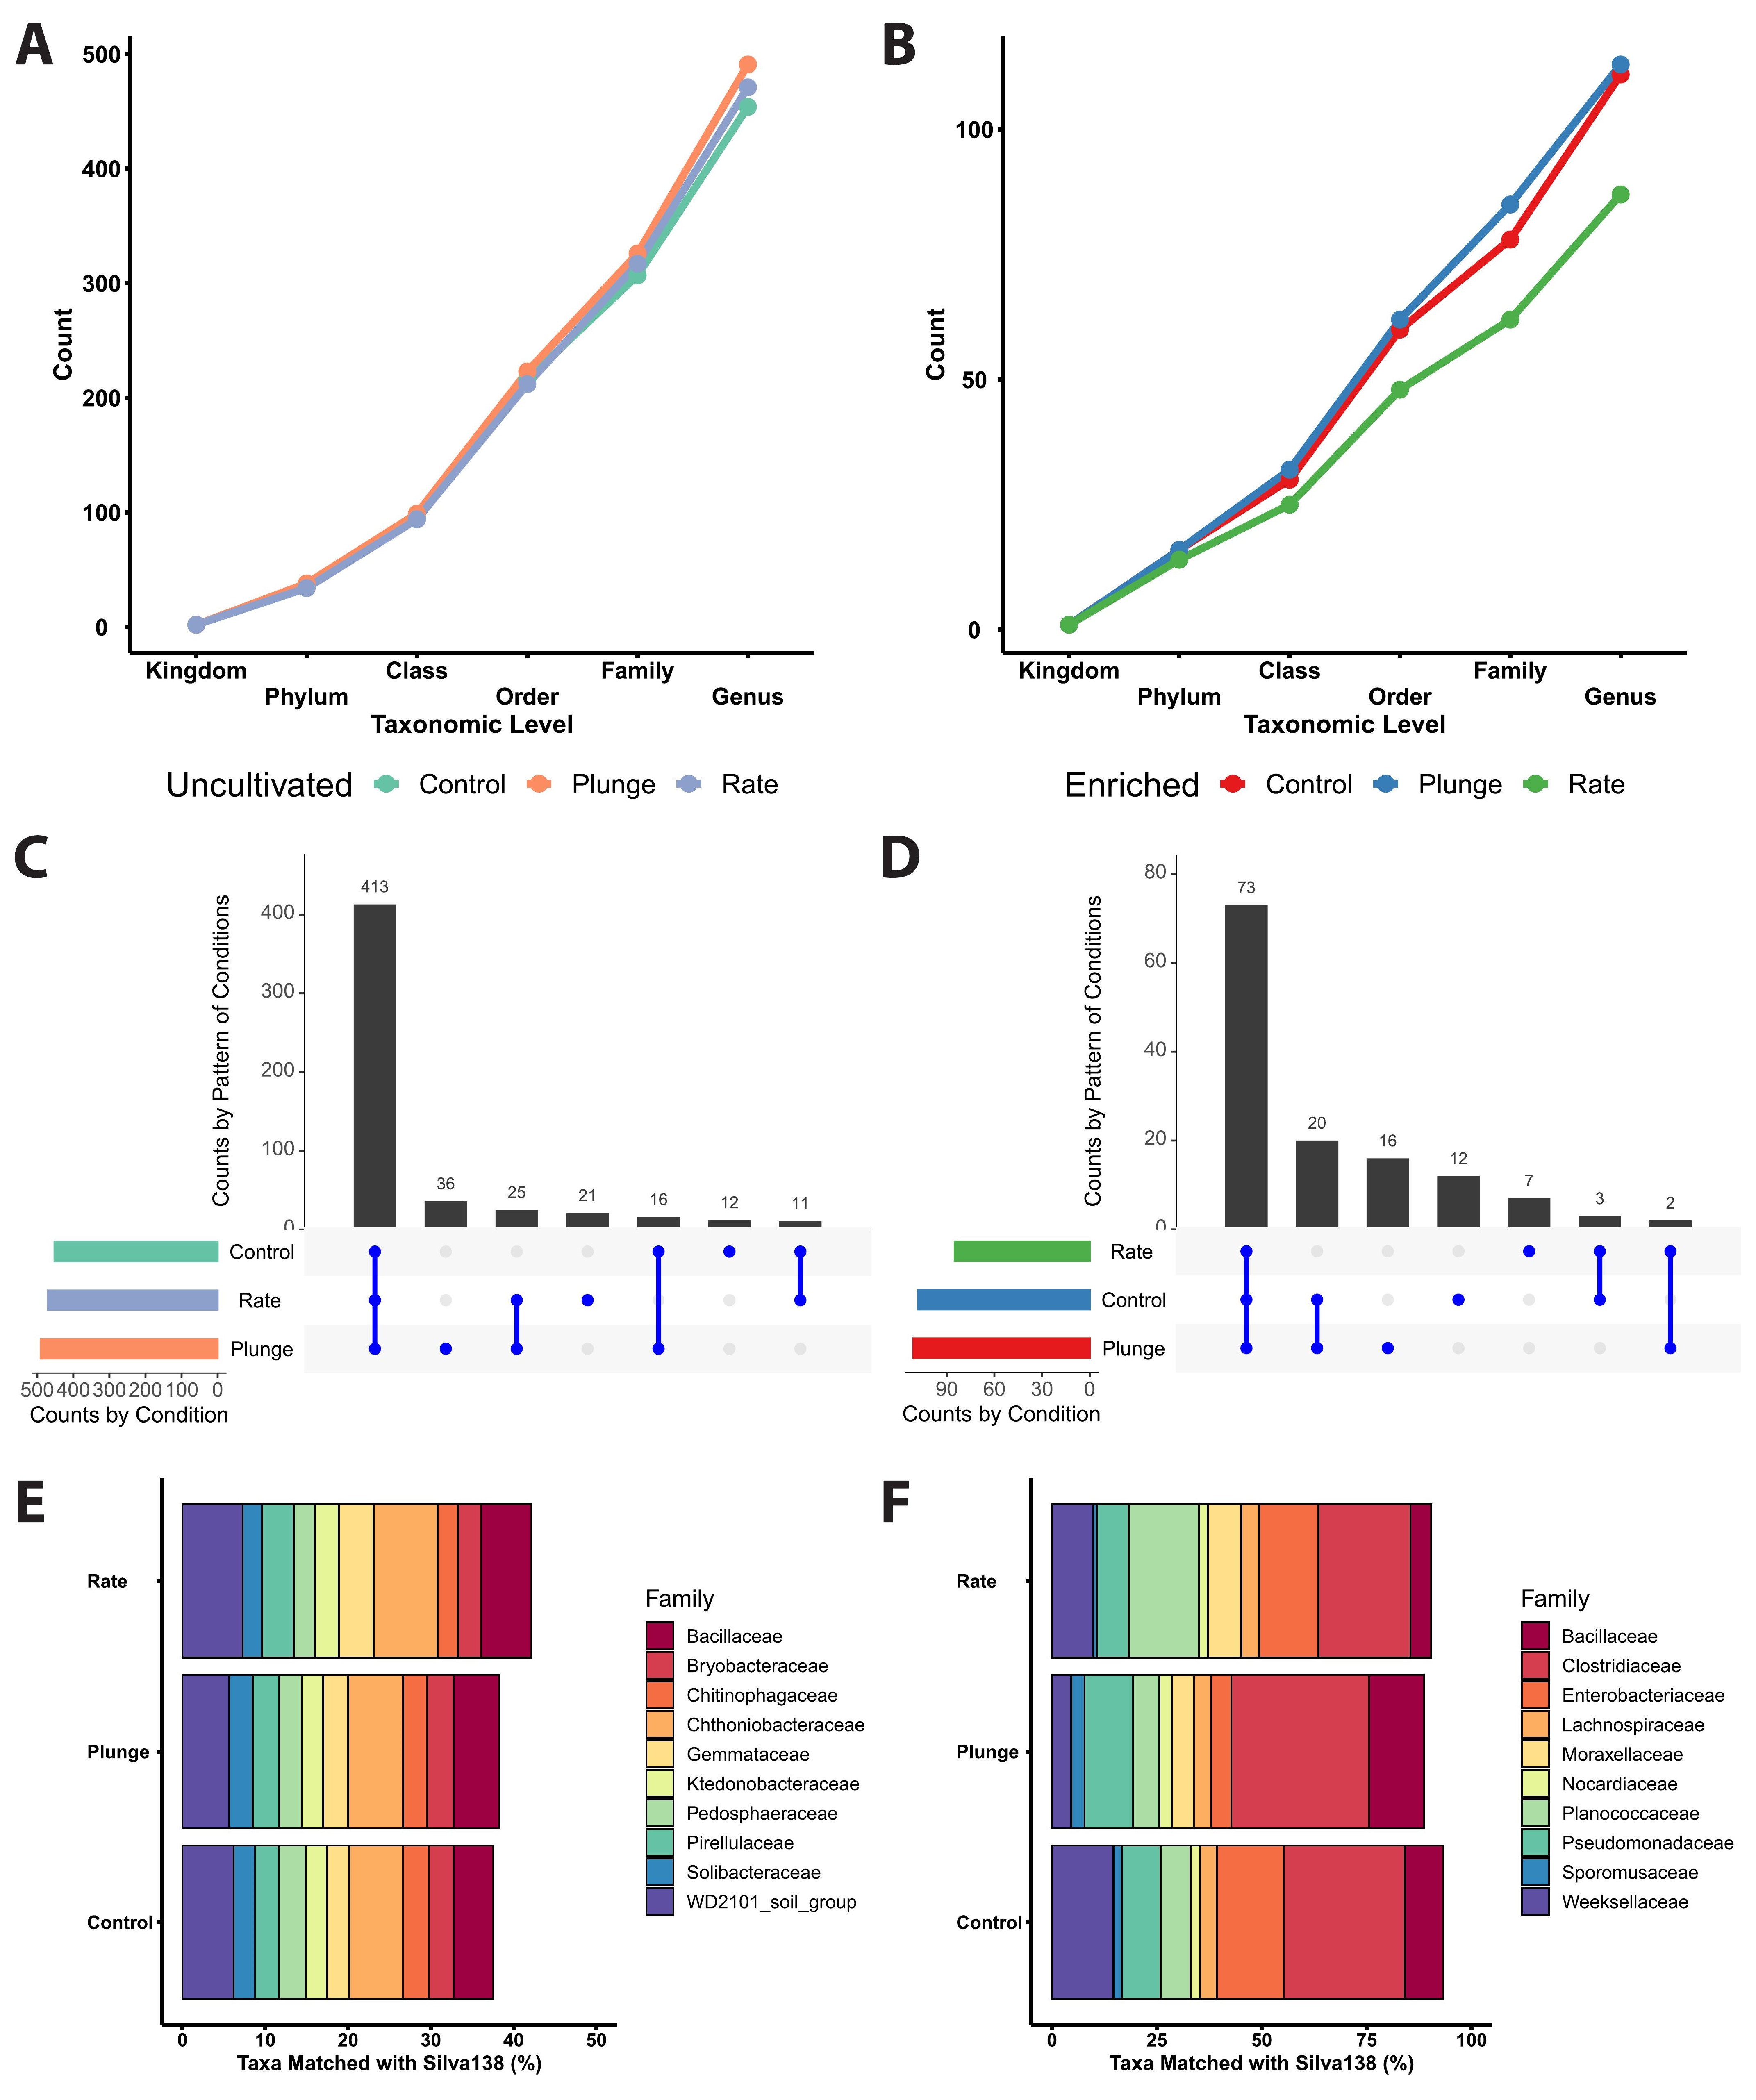 A
500
400
300
200
100
0
Count
Kingdom
Phylum
Class
Order
Family
Genus
Taxonomic Level
Uncultivated Control Plunge Rate
B
100
50
0
Count
Kingdom
Phylum
Class
Order
Family
Genus
Taxonomic Level
Enriched Control Plunge Rate
C
Counts by Pattern of Conditions
400
300
200
100
0
413
36
25
21
16
12
11
Control
Rate
Plunge
500 400 300 200 100 0
Counts by Condition
D
Counts by Pattern of Conditions
80
60
40
20
0
73
20
16
12
7
3
2
Rate
Control
Plunge
90 60 30 0
Counts by Condition
E
Rate
Plunge
Control
0 10 20 30 40 50
Taxa Matched with Silva138 (%)
Family
Bacillaceae
Bryobacteraceae
Chitinophagaceae
Chthoniobacteraceae
Gemmataceae
Ktedonobacteraceae
Pedosphaeraceae
Pirellulaceae
Solibacteraceae
WD2101_soil_group
F
Rate
Plunge
Control
0 25 50 75 100
Taxa Matched with Silva138 (%)
Family
Bacillaceae
Clostridiaceae
Enterobacteriaceae
Lachnospiraceae
Moraxellaceae
Nocardiaceae
Planococcaceae
Pseudomonadaceae
Sporomusaceae
Weeksellaceae